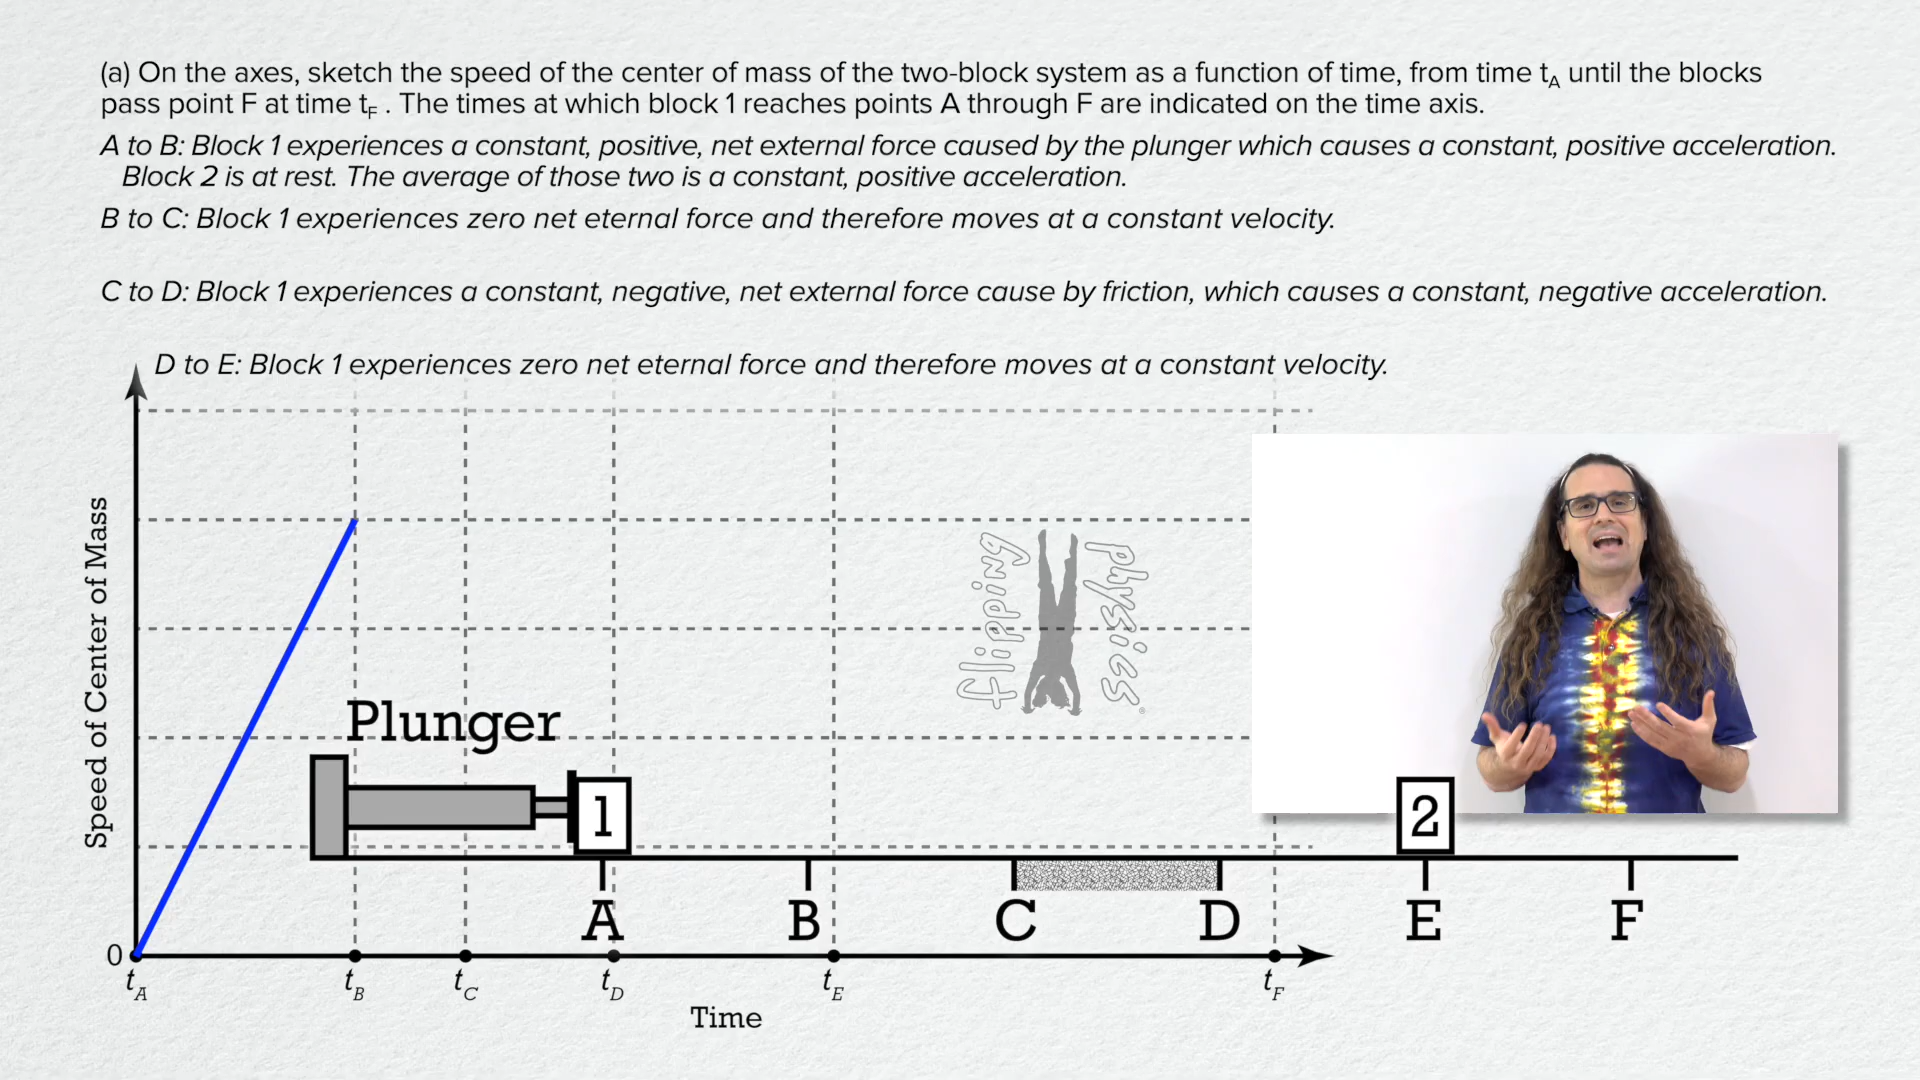 (a) On the axes, sketch the speed of the center of mass of the two-block system as a function of time, from time tA until the blocks
pass point F at time tF . The times at which block 1 reaches points A through F are indicated on the time axis.
A to B: Block 1 experiences a constant, positive, net external force caused by the plunger which causes a constant, positive acceleration.
Block 2 is at rest. The average of those two is a constant, positive acceleration.
B to C: Block 1 experiences zero net eternal force and therefore moves at a constant velocity.
C to D: Block 1 experiences a constant, negative, net external force cause by friction, which causes a constant, negative acceleration.
D to E: Block 1 experiences zero net eternal force and therefore moves at a constant velocity.
Speed of Center of Mass
flipping
physics
®
Plunger
1
2
A B C D E F
0
tA tB tC tD tE tF
Time